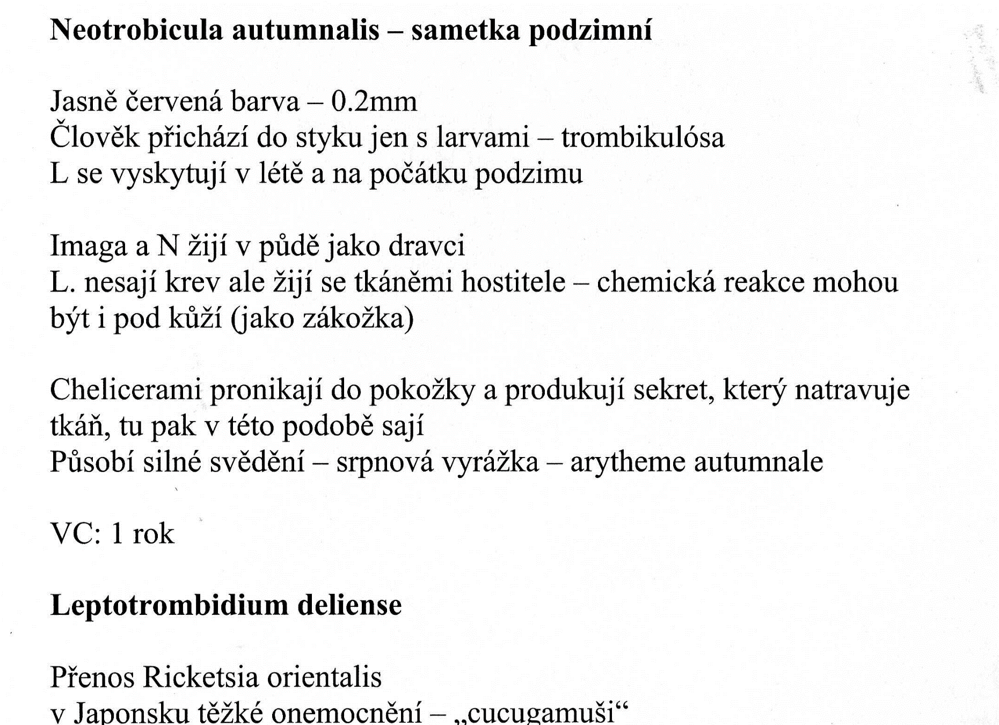 Neotrobicula autumnalis – sametka podzimní
Jasně červená barva – 0.2mm
Člověk přichází do styku jen s larvami – trombikulósa
L se vyskytují v létě a na počátku podzimu
Imaga a N žijí v půdě jako dravci
L. nesají krev ale žijí se tkáněmi hostitele – chemická reakce mohou
být i pod kůží (jako zákožka)
Chelicerami pronikají do pokožky a produkují sekret, který natravuje
tkáň, tu pak v této podobě sají
Působí silné svědění – srpnová vyrážka – arytheme autumnale
VC: 1 rok
Leptotrombidium deliense
Přenos Ricketsia orientalis
v Japonsku těžké onemocnění – „cucugamuši“